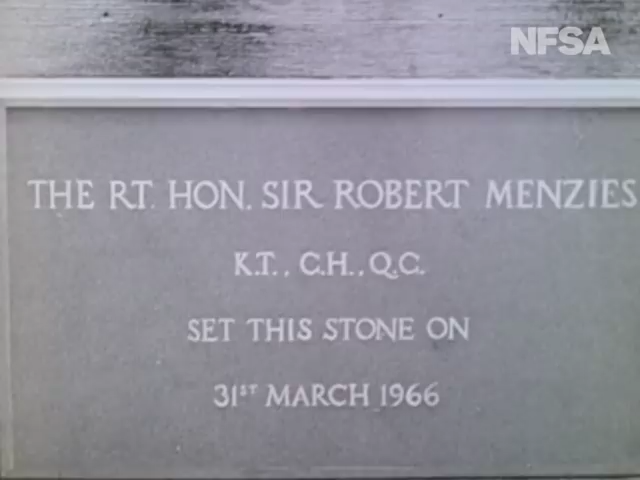 NFSA
THE RT. HON. SIR ROBERT MENZIES
K.T., C.H., Q.C.
SET THIS STONE ON
31ST MARCH 1966